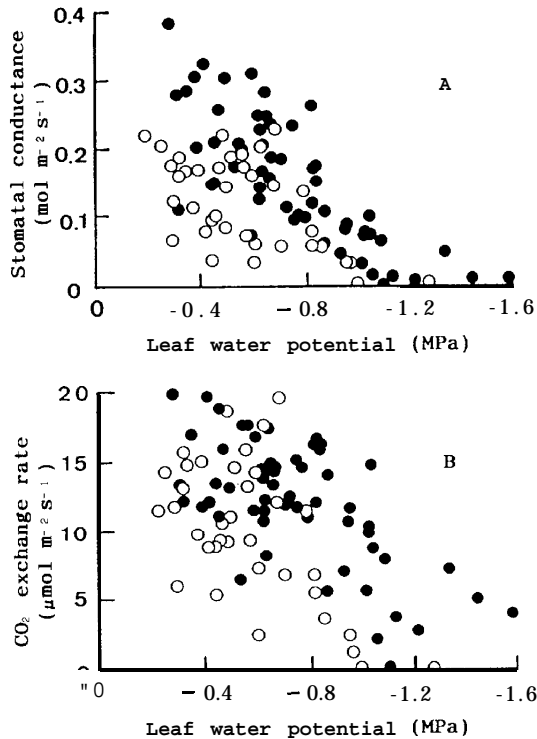 0.4
0.3
0.2
0.1
0
A
Stomatal conductance
(mol m⁻² s⁻¹)
0 -0.4 -0.8 -1.2 -1.6
Leaf water potential (MPa)
20
15
10
5
B
CO₂ exchange rate
(μmol m⁻² s⁻¹)
"0 -0.4 -0.8 -1.2 -1.6
Leaf water potential (MPa)